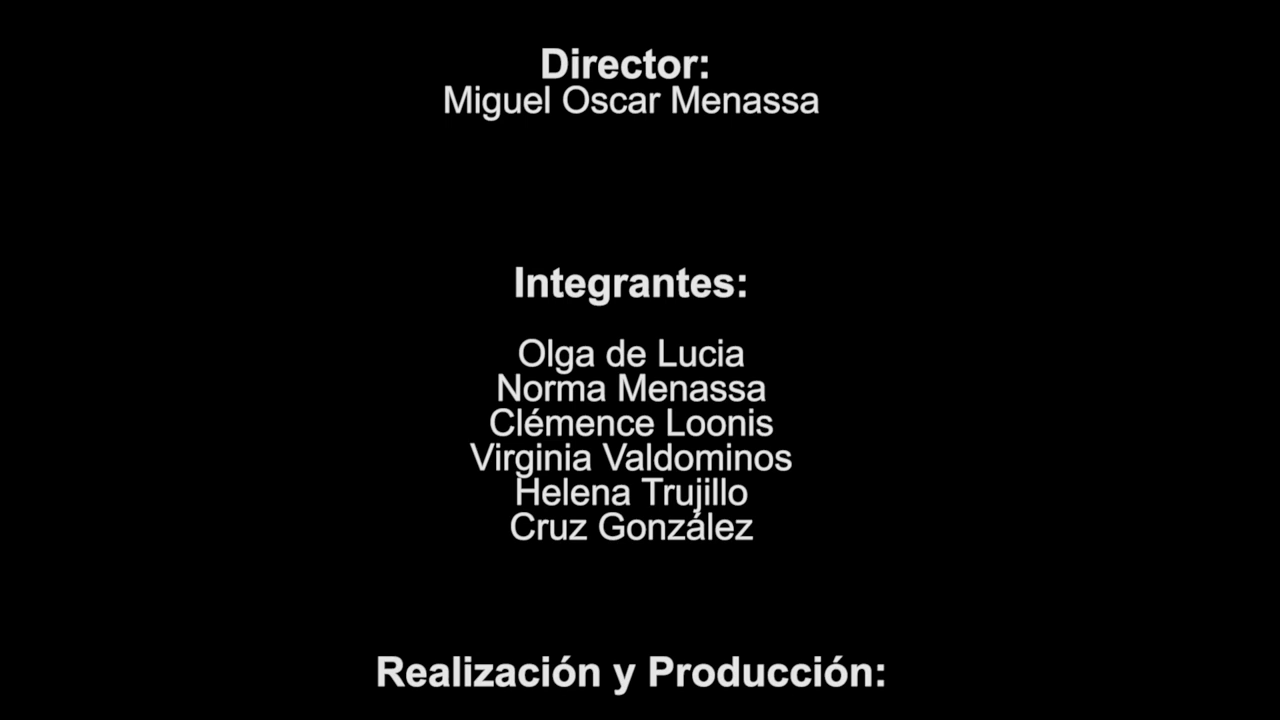 Director:
Miguel Oscar Menassa
Integrantes:
Olga de Lucia
Norma Menassa
Clémence Loonis
Virginia Valdominos
Helena Trujillo
Cruz González
Realización y Producción: